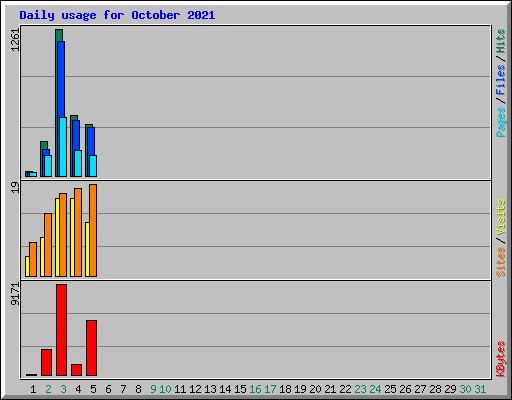 Daily usage for October 2021
1261
Pages/Files/Hits
19
Sites/Visits
9171
KBytes
1 2 3 4 5 6 7 8 9 10 11 12 13 14 15 16 17 18 19 20 21 22 23 24 25 26 27 28 29 30 31